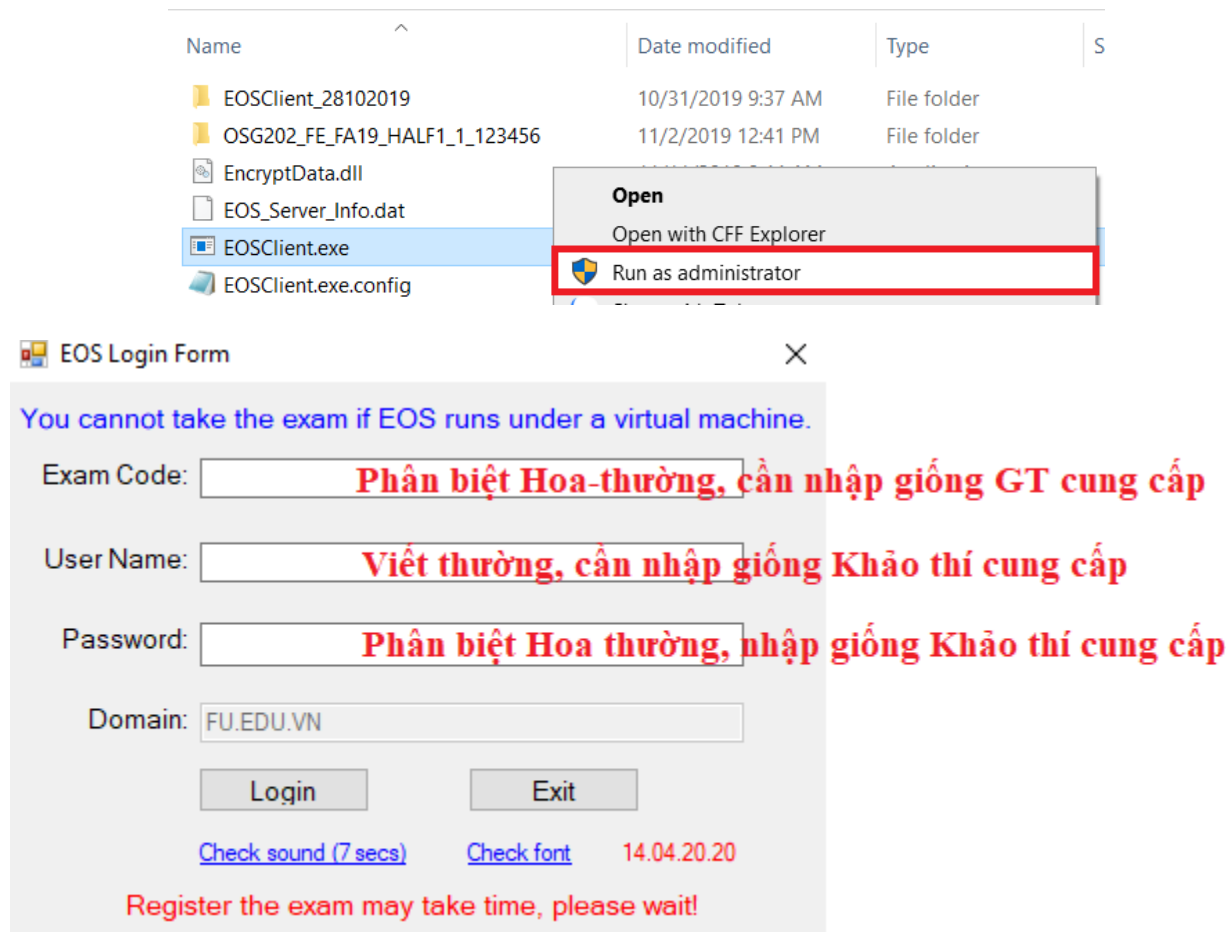 Name Date modified Type S
EOSClient_28102019 10/31/2019 9:37 AM File folder
OSG202_FE_FA19_HALF1_1_123456 11/2/2019 12:41 PM File folder
EncryptData.dll
Open
EOS_Server_Info.dat
Open with CFF Explorer
EOSClient.exe
Run as administrator
EOSClient.exe.config
EOS Login Form
You cannot take the exam if EOS runs under a virtual machine.
Exam Code: Phân biệt Hoa-thường, cần nhập giống GT cung cấp
User Name: Viết thường, cần nhập giống Khảo thí cung cấp
Password: Phân biệt Hoa thường, nhập giống Khảo thí cung cấp
Domain: FU.EDU.VN
Login Exit
Check sound (7 secs) Check font 14.04.20.20
Register the exam may take time, please wait!